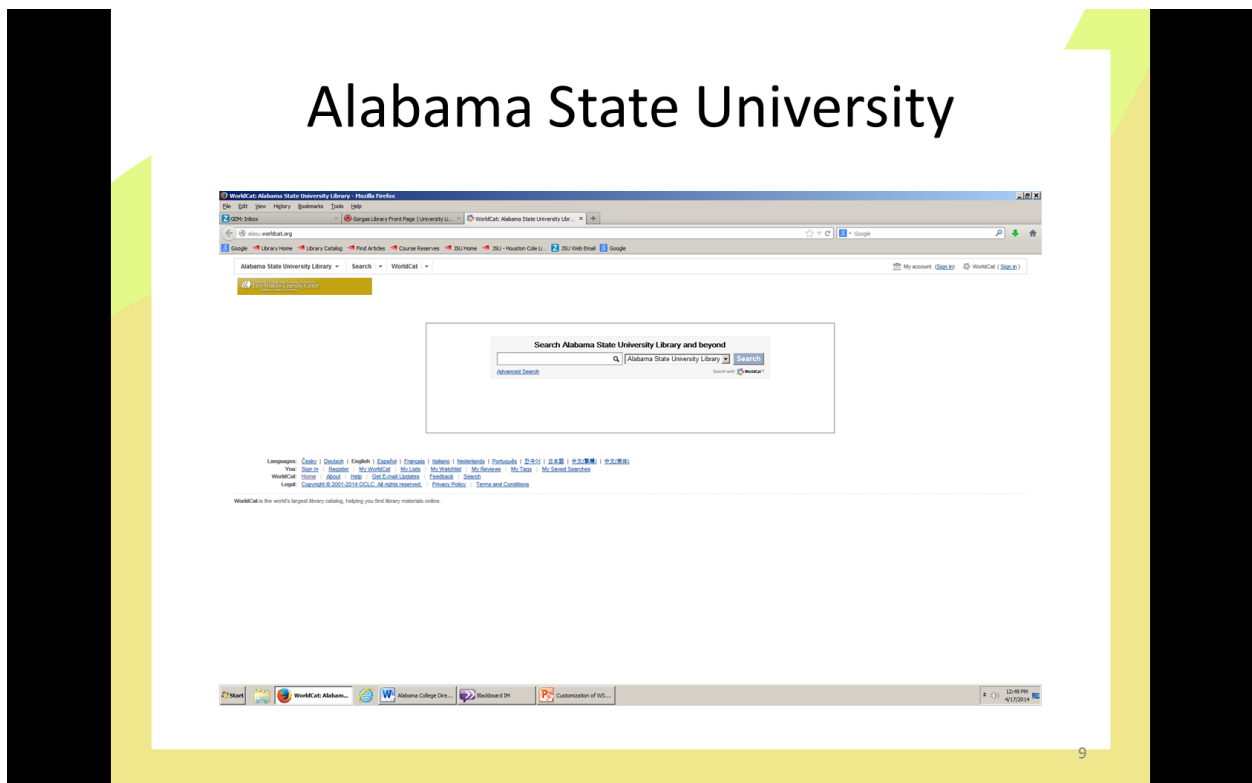 Alabama State University
WorldCat: Alabama State University Library - Mozilla Firefox
File Edit View History Bookmarks Tools Help
GEM: Inbox Gorgas Library Front Page | University Li... WorldCat: Alabama State University Libr...
alasu.worldcat.org Google
Google Library Home Library Catalog Find Articles Course Reserves JSU Home JSU - Houston Cole Li... JSU Web Email Google
Alabama State University Library Search WorldCat My account (Sign in) WorldCat (Sign in)
Levi Watkins Learning Center
Search Alabama State University Library and beyond
Alabama State University Library Search
Advanced Search Search with WorldCat
Languages: Česky | Deutsch | English | Español | Français | Italiano | Nederlands | Português | 한국어 | 日本語 | 中文(繁體) | 中文(简体)
You: Sign In | Register | My WorldCat | My Lists | My Watchlist | My Reviews | My Tags | My Saved Searches
WorldCat: Home | About | Help | Get E-mail Updates | Feedback | Search
Legal: Copyright © 2001-2014 OCLC. All rights reserved. | Privacy Policy | Terms and Conditions
WorldCat is the world's largest library catalog, helping you find library materials online.
Start WorldCat: Alabam... Alabama College Dire... Blackboard IM Customization of WS... 12:49 PM
4/17/2014
9